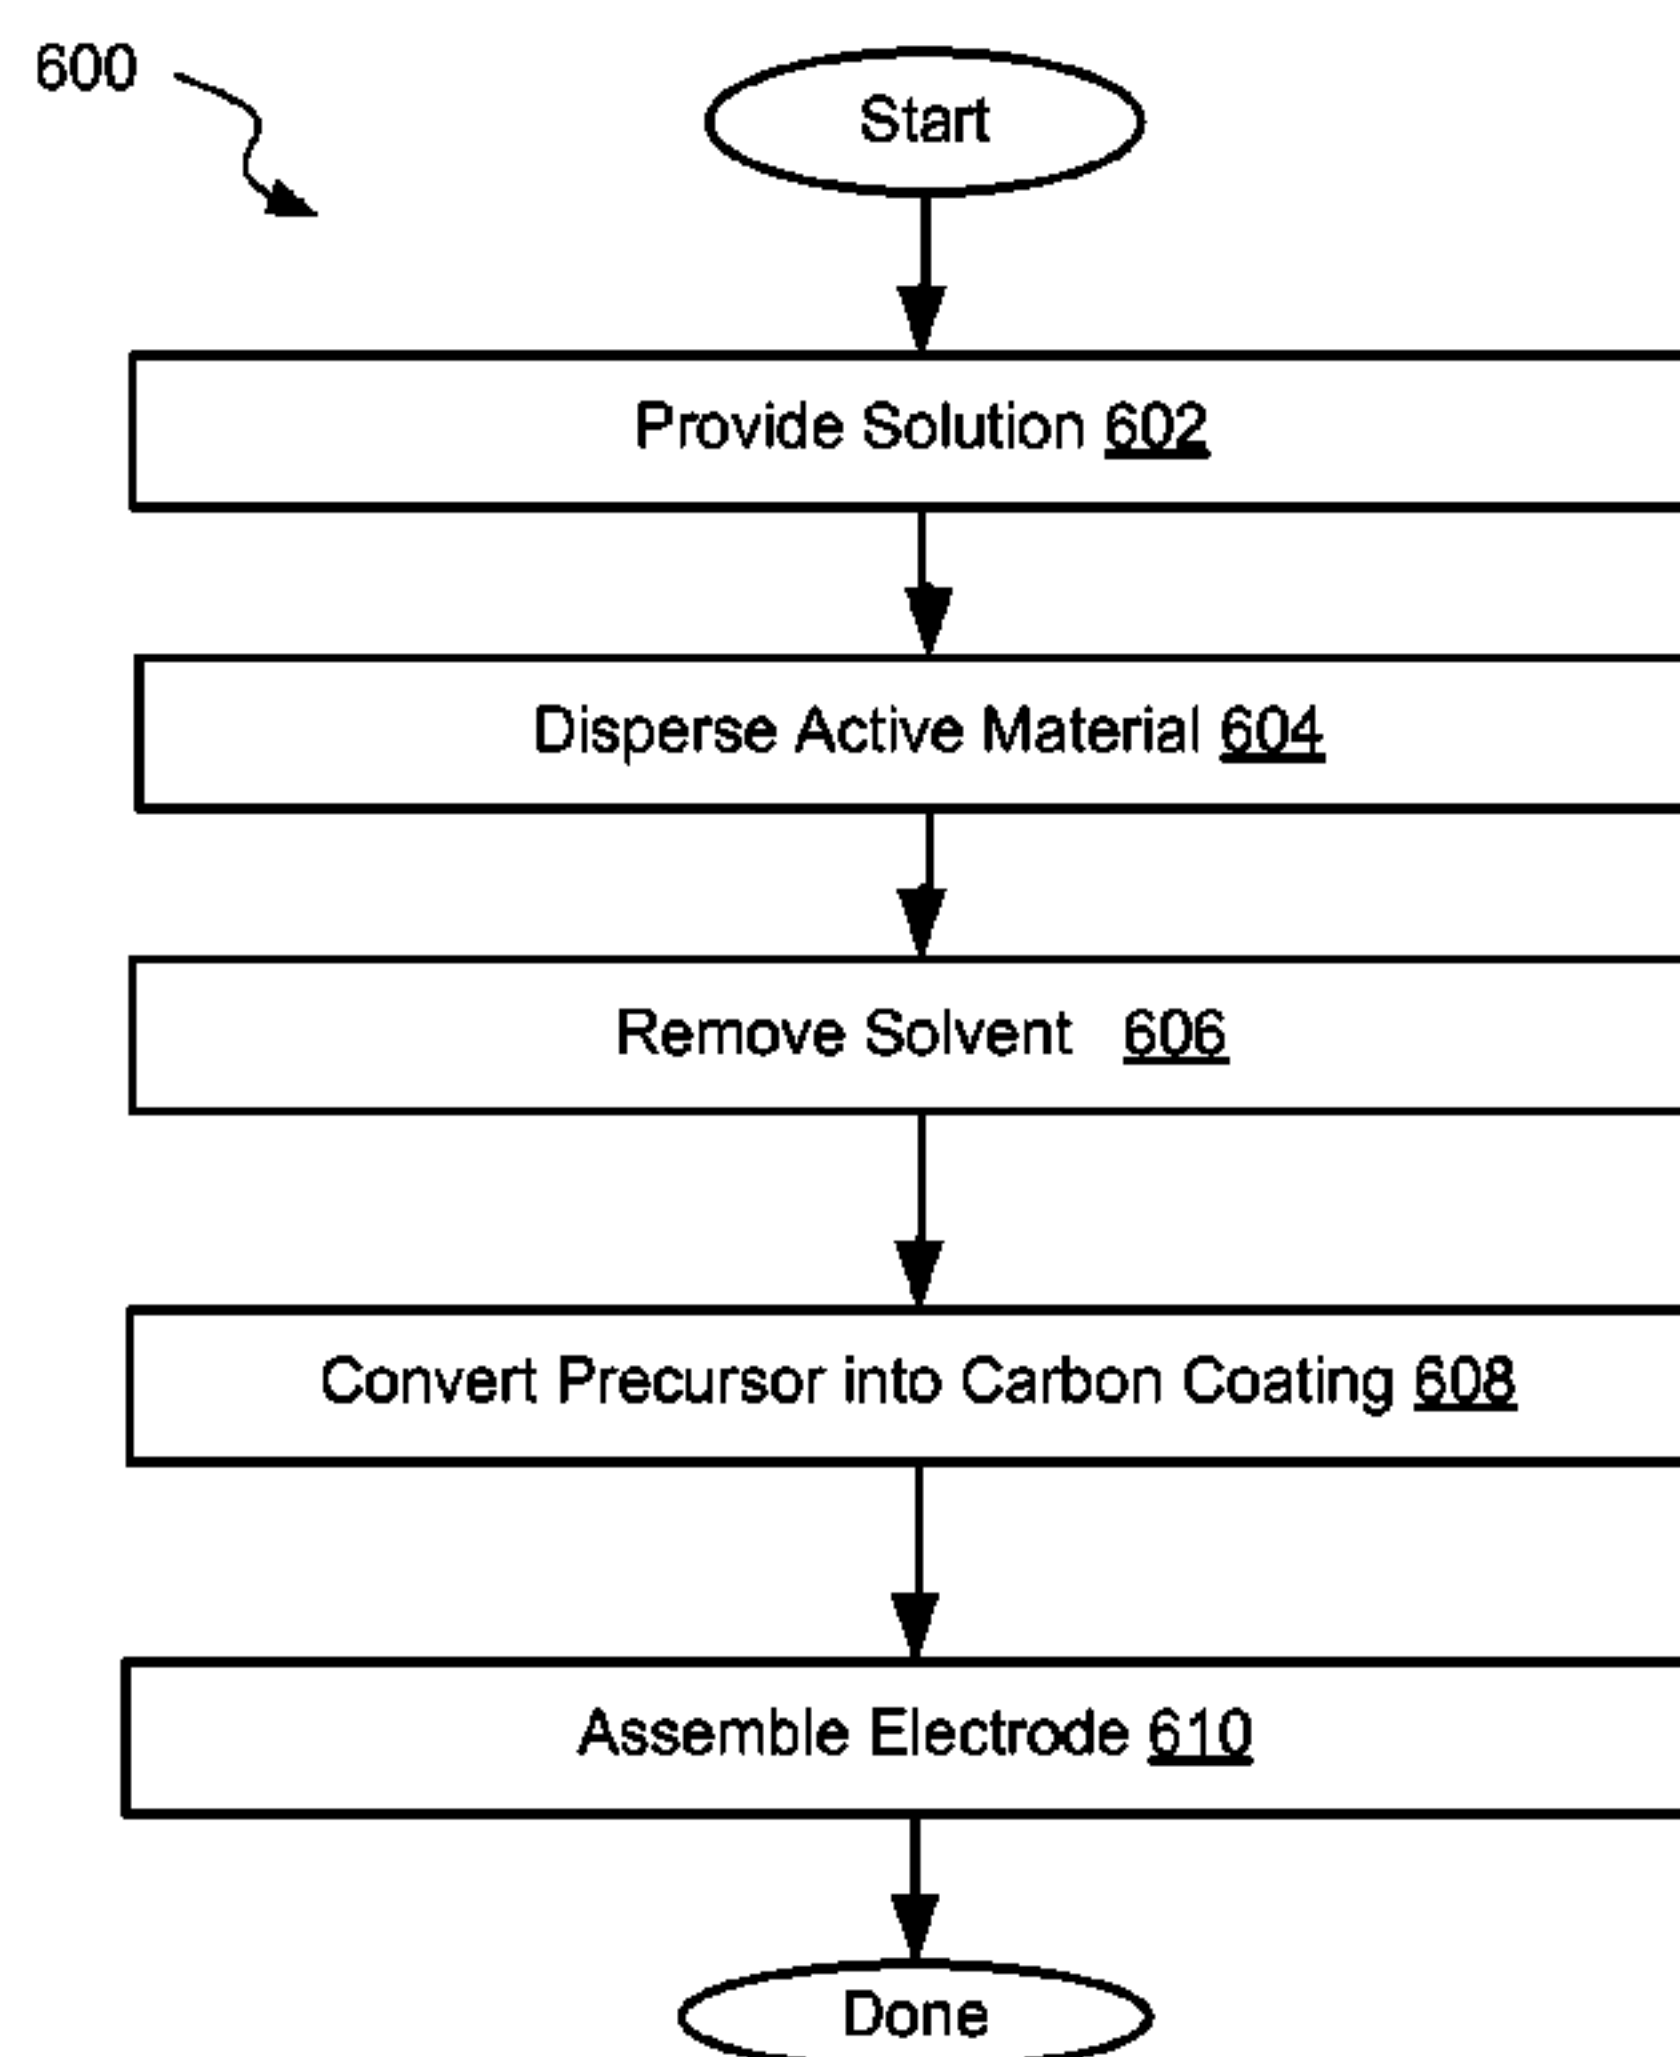 600
Start
Provide Solution 602
Disperse Active Material 604
Remove Solvent 606
Convert Precursor into Carbon Coating 608
Assemble Electrode 610
Done